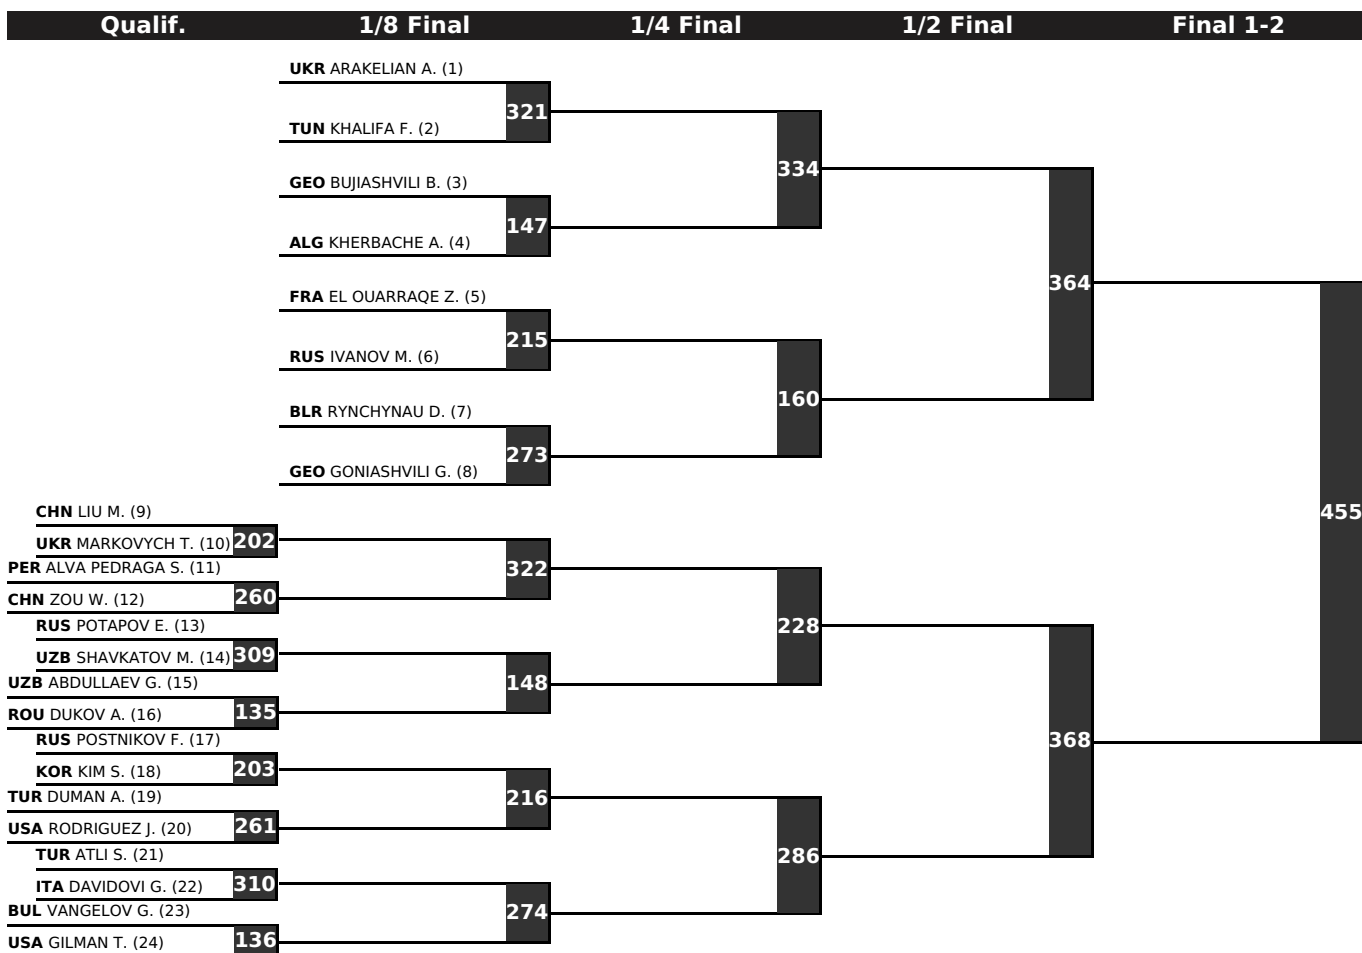 Qualif. 1/8 Final 1/4 Final 1/2 Final Final 1-2
UKR ARAKELIAN A. (1)
321
TUN KHALIFA F. (2)
334
GEO BUJIASHVILI B. (3)
147
ALG KHERBACHE A. (4)
364
FRA EL OUARRAQE Z. (5)
215
RUS IVANOV M. (6)
160
BLR RYNCHYNAU D. (7)
273
GEO GONIASHVILI G. (8)
CHN LIU M. (9)
455
UKR MARKOVYCH T. (10) 202
PER ALVA PEDRAGA S. (11)
322
CHN ZOU W. (12) 260
RUS POTAPOV E. (13)
228
UZB SHAVKATOV M. (14) 309
UZB ABDULLAEV G. (15)
148
ROU DUKOV A. (16) 135
RUS POSTNIKOV F. (17)
368
KOR KIM S. (18) 203
TUR DUMAN A. (19)
216
USA RODRIGUEZ J. (20) 261
TUR ATLI S. (21)
286
ITA DAVIDOVI G. (22) 310
BUL VANGELOV G. (23)
274
USA GILMAN T. (24) 136